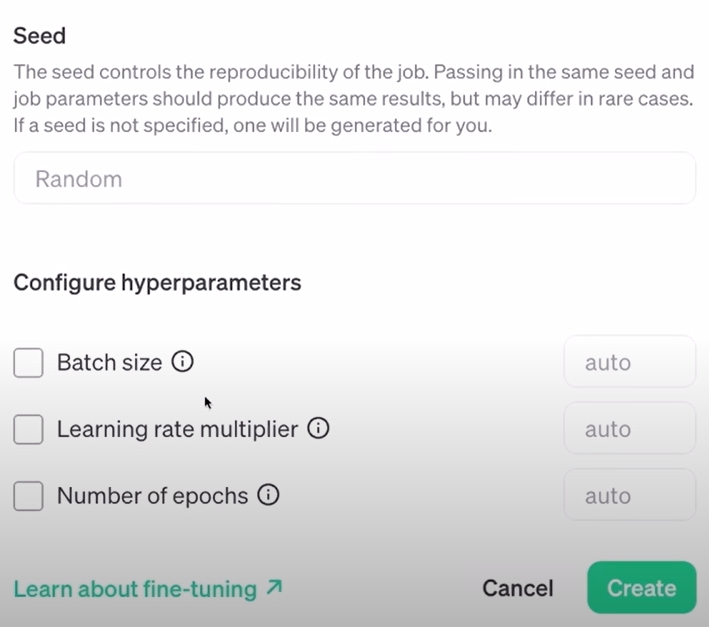 Seed
The seed controls the reproducibility of the job. Passing in the same seed and
job parameters should produce the same results, but may differ in rare cases.
If a seed is not specified, one will be generated for you.
Random
Configure hyperparameters
Batch size auto
Learning rate multiplier auto
Number of epochs auto
Learn about fine-tuning Cancel Create